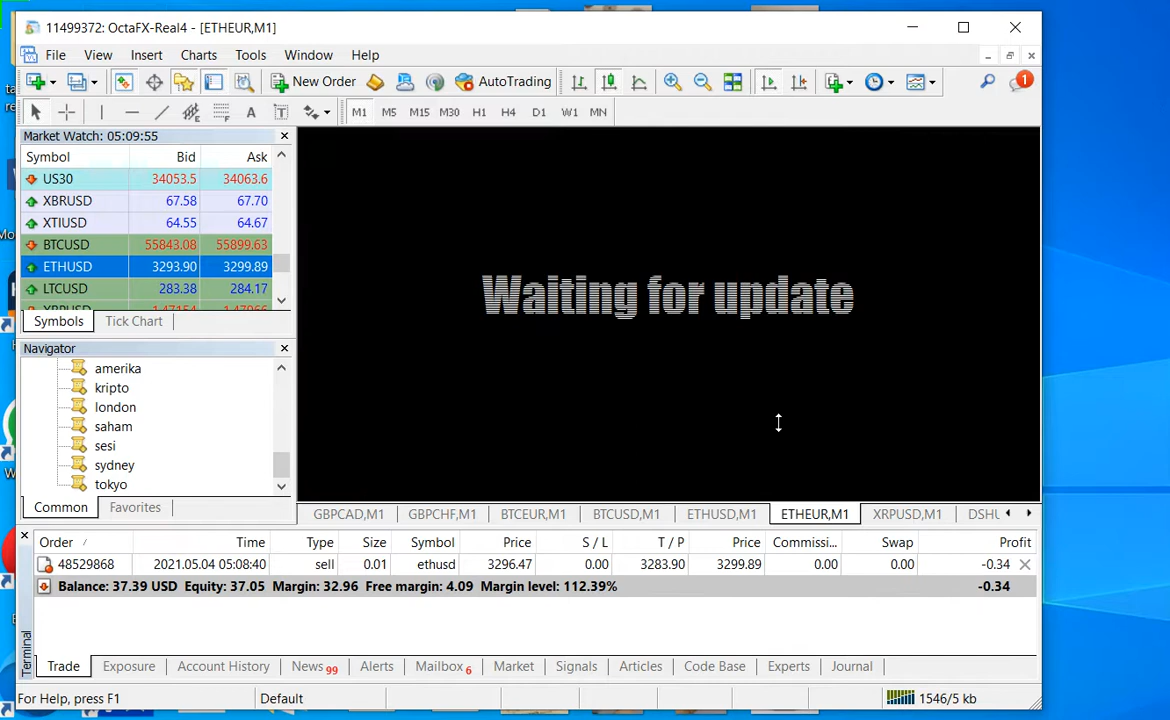 11499372: OctaFX-Real4 - [ETHEUR,M1]
File View Insert Charts Tools Window Help
New Order AutoTrading 1
A T M1 M5 M15 M30 H1 H4 D1 W1 MN
Market Watch: 05:09:55
Symbol Bid Ask
US30 34053.5 34063.6
XBRUSD 67.58 67.70
XTIUSD 64.55 64.67
BTCUSD 55843.08 55899.63
ETHUSD 3293.90 3299.89
LTCUSD 283.38 284.17
Symbols Tick Chart
Waiting for update
Navigator
amerika
kripto
london
saham
sesi
sydney
tokyo
Common Favorites
GBPCAD,M1 GBPCHF,M1 BTCEUR,M1 BTCUSD,M1 ETHUSD,M1 ETHEUR,M1 XRPUSD,M1 DSHU
Order Time Type Size Symbol Price S / L T / P Price Commissi... Swap Profit
48529868 2021.05.04 05:08:40 sell 0.01 ethusd 3296.47 0.00 3283.90 3299.89 0.00 0.00 -0.34
Balance: 37.39 USD Equity: 37.05 Margin: 32.96 Free margin: 4.09 Margin level: 112.39% -0.34
Terminal
Trade Exposure Account History News 99 Alerts Mailbox 6 Market Signals Articles Code Base Experts Journal
For Help, press F1 Default 1546/5 kb